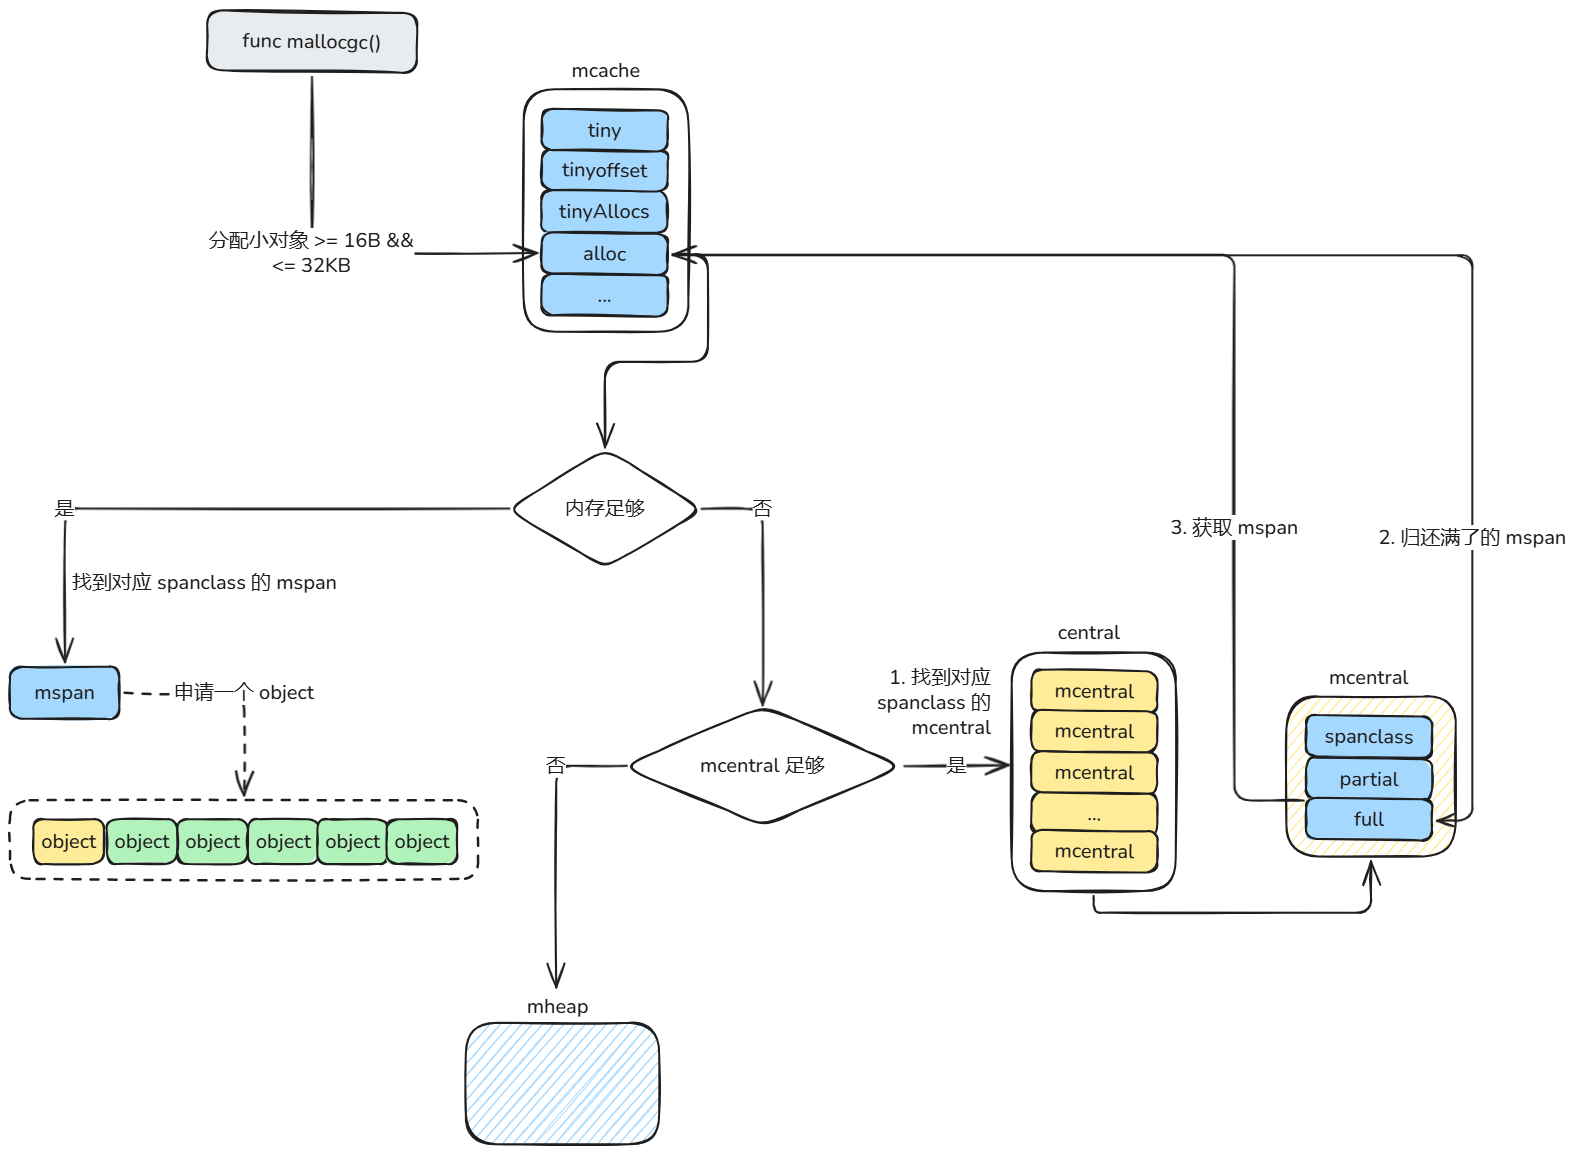 func mallocgc()
mcache
tiny
tinyoffset
tinyAllocs
alloc
...
分配小对象 >= 16B &&
<= 32KB
内存足够
是
否
找到对应 spanclass 的 mspan
mspan
申请一个 object
object
object
object
object
object
object
mcentral 足够
否
是
1. 找到对应
spanclass 的
mcentral
central
mcentral
mcentral
mcentral
...
mcentral
3. 获取 mspan
2. 归还满了的 mspan
mcentral
spanclass
partial
full
mheap